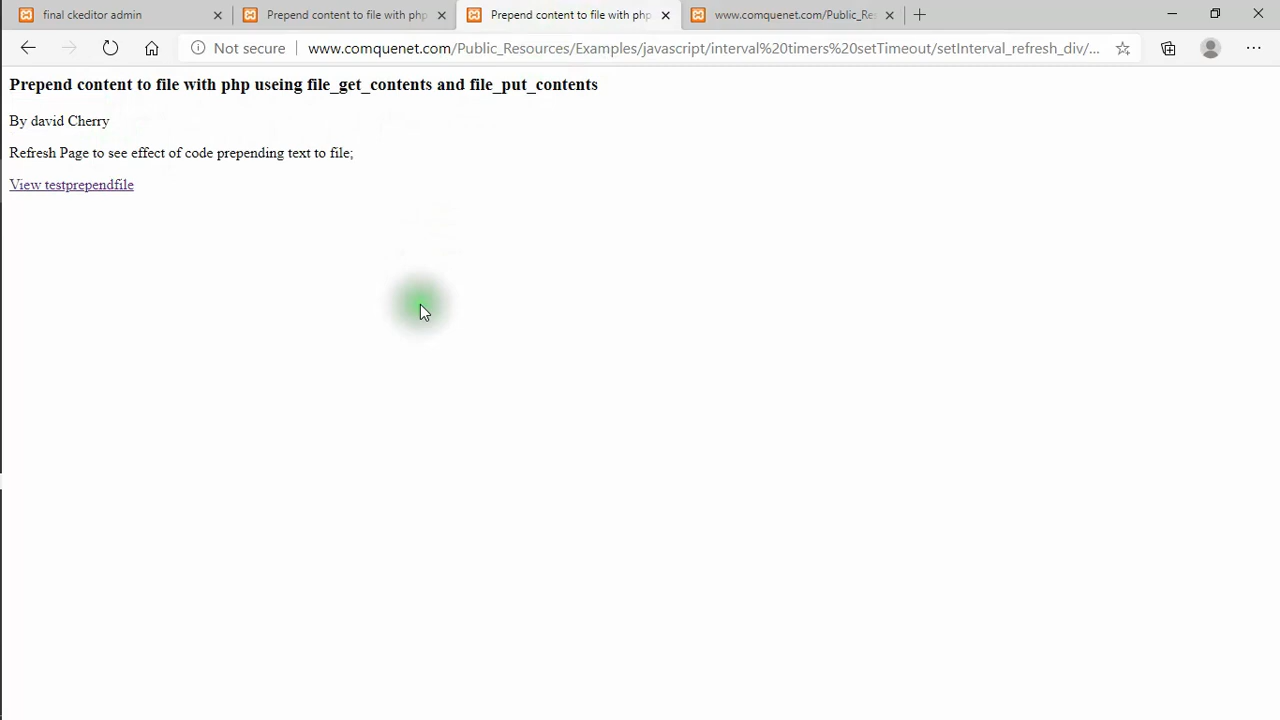 final ckeditor admin
Prepend content to file with php
Prepend content to file with php
www.comquenet.com/Public_Res
Not secure
www.comquenet.com/Public_Resources/Examples/javascript/interval%20timers%20setTimeout/setInterval_refresh_div/...
Prepend content to file with php useing file_get_contents and file_put_contents
By david Cherry
Refresh Page to see effect of code prepending text to file;
View testprependfile